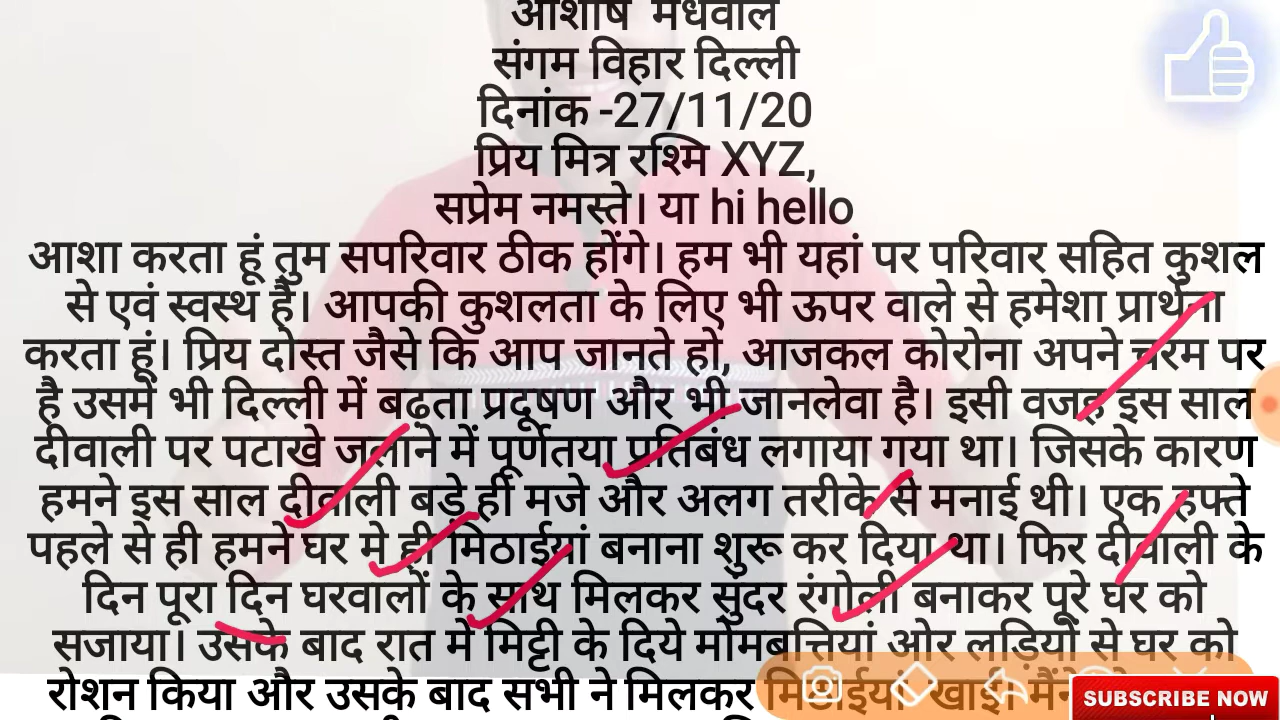 आशीष मेधवाल
संगम विहार दिल्ली
दिनांक -27/11/20
प्रिय मित्र रश्मि XYZ,
सप्रेम नमस्ते। या hi hello
आशा करता हूं तुम सपरिवार ठीक होंगे। हम भी यहां पर परिवार सहित कुशल
से एवं स्वस्थ है। आपकी कुशलता के लिए भी ऊपर वाले से हमेशा प्रार्थना
करता हूं। प्रिय दोस्त जैसे कि आप जानते हो, आजकल कोरोना अपने चरम पर
है उसमें भी दिल्ली में बढ़ता प्रदूषण और भी जानलेवा है। इसी वजह इस साल
दीवाली पर पटाखे जलाने में पूर्णतया प्रतिबंध लगाया गया था। जिसके कारण
हमने इस साल दीवाली बड़े ही मजे और अलग तरीके से मनाई थी। एक हफ्ते
पहले से ही हमने घर मे ही मिठाईयां बनाना शुरू कर दिया था। फिर दीवाली के
दिन पूरा दिन घरवालों के साथ मिलकर सुंदर रंगोली बनाकर पूरे घर को
सजाया। उसके बाद रात में मिट्टी के दिये मोमबत्तियां ओर लड़ियों से घर को
रोशन किया और उसके बाद सभी ने मिलकर मिठाईयां खाई। मैंने
SUBSCRIBE NOW